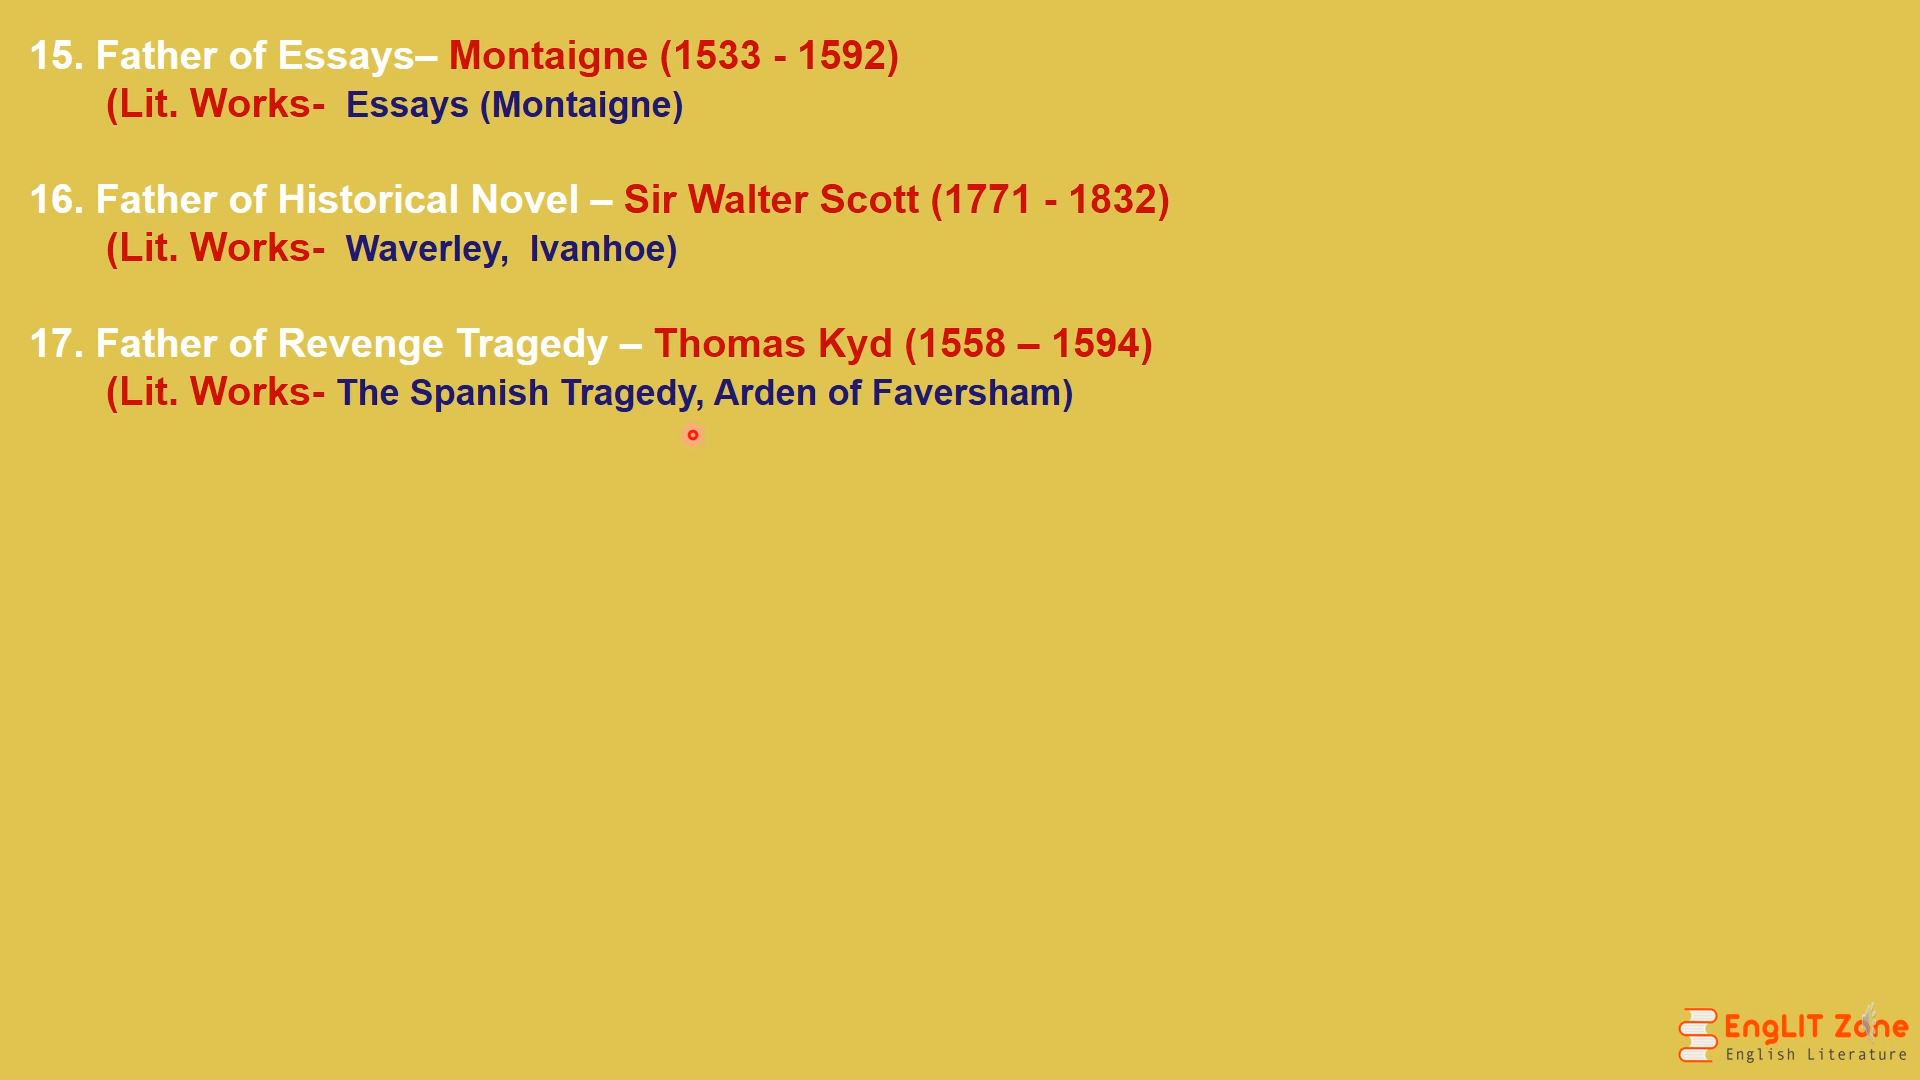 15. Father of Essays– Montaigne (1533 - 1592)
(Lit. Works- Essays (Montaigne)
16. Father of Historical Novel – Sir Walter Scott (1771 - 1832)
(Lit. Works- Waverley, Ivanhoe)
17. Father of Revenge Tragedy – Thomas Kyd (1558 – 1594)
(Lit. Works- The Spanish Tragedy, Arden of Faversham)
EngLIT Zone
English Literature